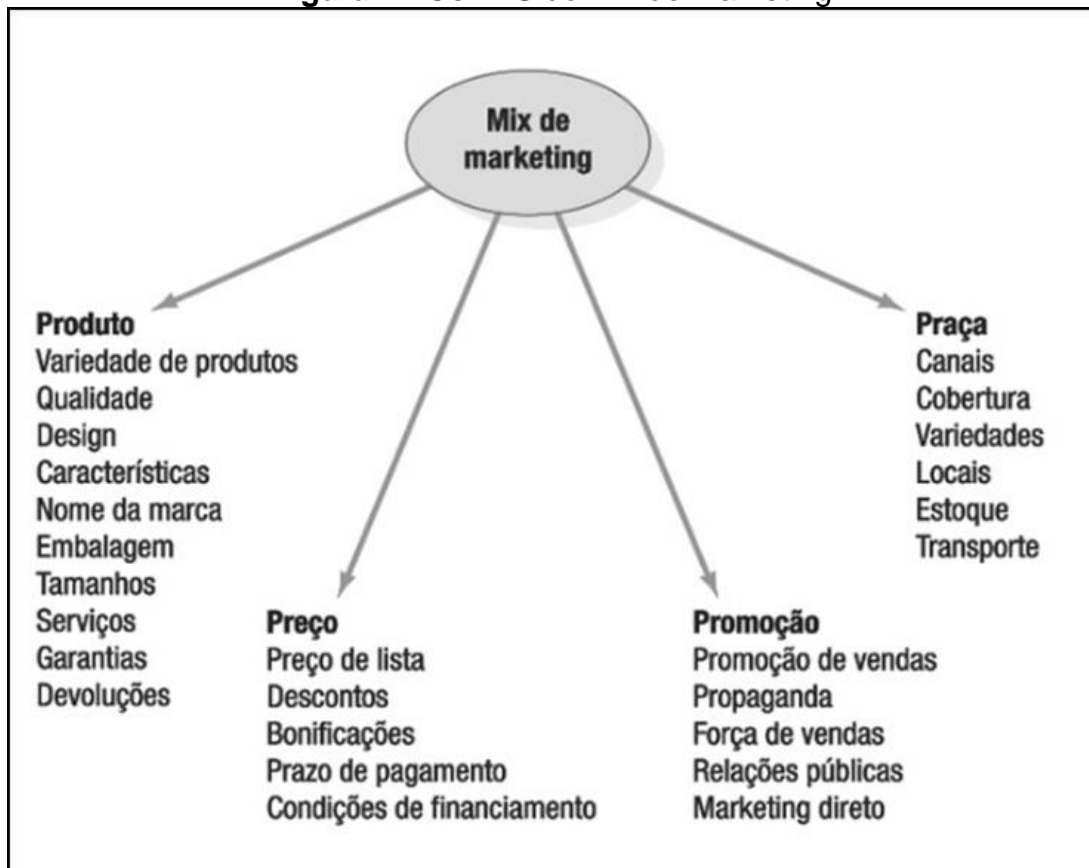 Mix de
marketing
Produto
Variedade de produtos
Qualidade
Design
Características
Nome da marca
Embalagem
Tamanhos
Serviços
Garantias
Devoluções
Preço
Preço de lista
Descontos
Bonificações
Prazo de pagamento
Condições de financiamento
Promoção
Promoção de vendas
Propaganda
Força de vendas
Relações públicas
Marketing direto
Praça
Canais
Cobertura
Variedades
Locais
Estoque
Transporte